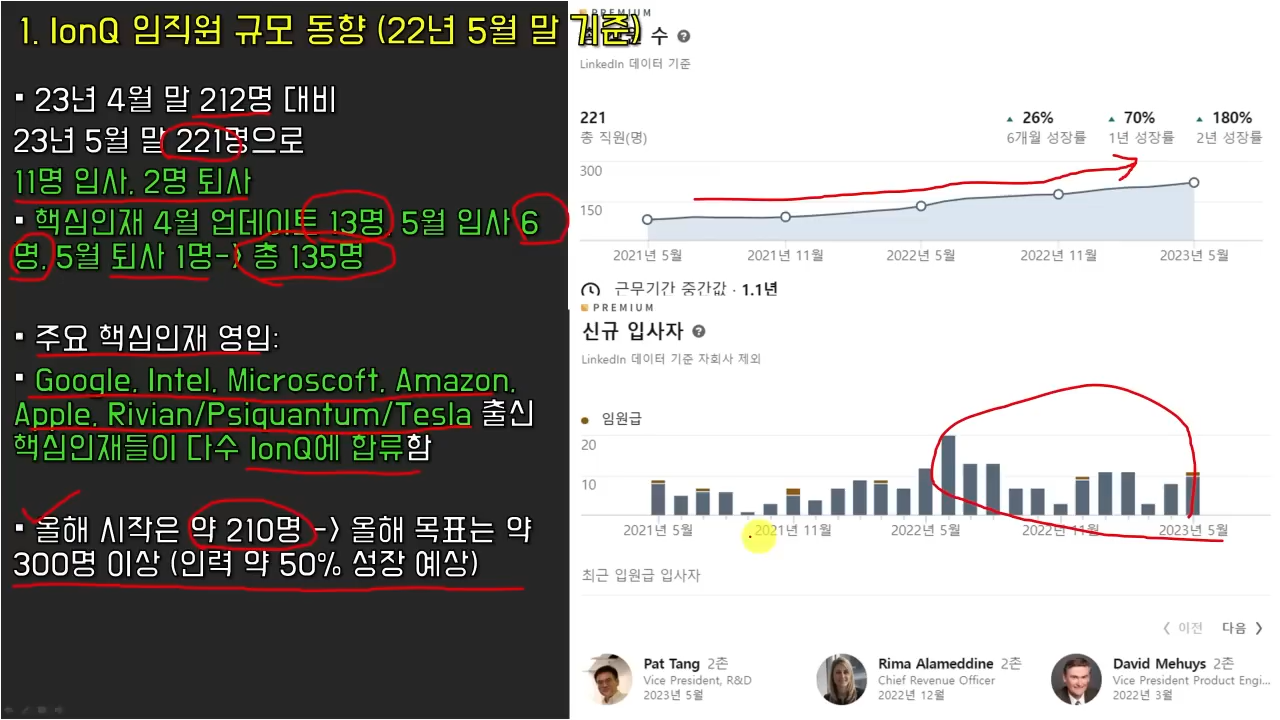 1. IonQ 임직원 규모 동향 (22년 5월 말 기준)
▪ 23년 4월 말 212명 대비
23년 5월 말 221명으로
11명 입사, 2명 퇴사
▪ 핵심인재 4월 업데이트 13명, 5월 입사 6
명, 5월 퇴사 1명-> 총 135명
▪ 주요 핵심인재 영입:
▪ Google, Intel, Microscoft, Amazon,
Apple, Rivian/Psiquantum/Tesla 출신
핵심인재들이 다수 IonQ에 합류함
▪ 올해 시작은 약 210명 -> 올해 목표는 약
300명 이상 (인력 약 50% 성장 예상)
PREMIUM
수
LinkedIn 데이터 기준
221
총 직원(명)
26% 70% 180%
6개월 성장률 1년 성장률 2년 성장률
300
150
2021년 5월 2021년 11월 2022년 5월 2022년 11월 2023년 5월
근무기간 중간값 · 1.1년
PREMIUM
신규 입사자
LinkedIn 데이터 기준 자회사 제외
임원급
20
10
2021년 5월 2021년 11월 2022년 5월 2022년 11월 2023년 5월
최근 임원급 입사자
이전 다음
Pat Tang 2촌
Vice President, R&D
2023년 5월
Rima Alameddine 2촌
Chief Revenue Officer
2022년 12월
David Mehuys 2촌
Vice President Product Engi...
2022년 3월